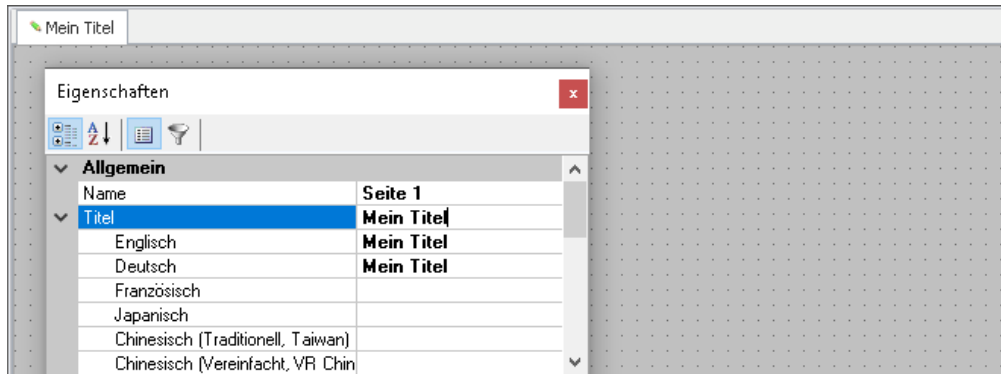 Mein Titel
Eigenschaften
x
A
Z
Allgemein
Name Seite 1
Titel Mein Titel
Englisch Mein Titel
Deutsch Mein Titel
Französisch
Japanisch
Chinesisch (Traditionell, Taiwan)
Chinesisch (Vereinfacht, VR Chin